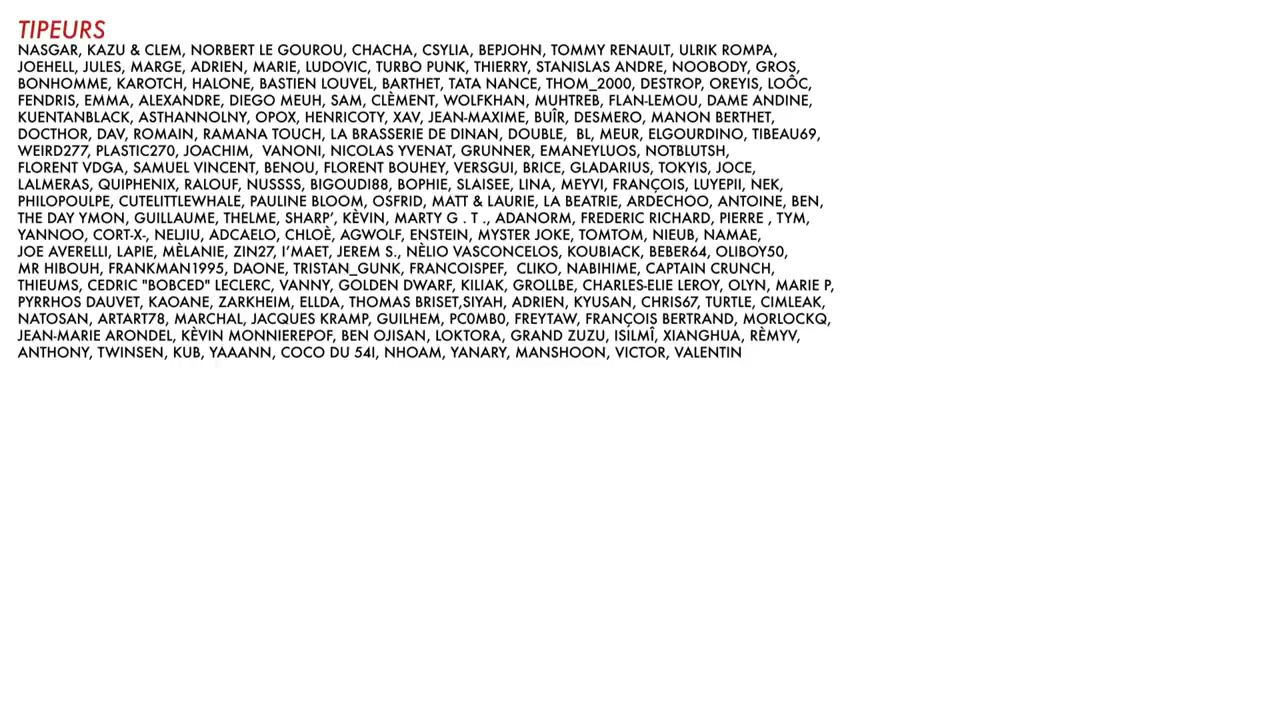 TIPEURS
NASGAR, KAZU & CLEM, NORBERT LE GOUROU, CHACHA, CSYLIA, BEPJOHN, TOMMY RENAULT, ULRIK ROMPA,
JOEHELL, JULES, MARGE, ADRIEN, MARIE, LUDOVIC, TURBO PUNK, THIERRY, STANISLAS ANDRE, NOOBODY, GROS,
BONHOMME, KAROTCH, HALONE, BASTIEN LOUVEL, BARTHET, TATA NANCE, THOM_2000, DESTROP, OREYIS, LOÔC,
FENDRIS, EMMA, ALEXANDRE, DIEGO MEUH, SAM, CLÈMENT, WOLFKHAN, MUHTREB, FLAN-LEMOU, DAME ANDINE,
KUENTANBLACK, ASTHANNOLNY, OPOX, HENRICOTY, XAV, JEAN-MAXIME, BUÎR, DESMERO, MANON BERTHET,
DOCTHOR, DAV, ROMAIN, RAMANA TOUCH, LA BRASSERIE DE DINAN, DOUBLE,  BL, MEUR, ELGOURDINO, TIBEAU69,
WEIRD277, PLASTIC270, JOACHIM,  VANONI, NICOLAS YVENAT, GRUNNER, EMANEYLUOS, NOTBLUTSH,
FLORENT VDGA, SAMUEL VINCENT, BENOU, FLORENT BOUHEY, VERSGUI, BRICE, GLADARIUS, TOKYIS, JOCE,
LALMERAS, QUIPHENIX, RALOUF, NUSSSS, BIGOUDI88, BOPHIE, SLAISEE, LINA, MEYVI, FRANÇOIS, LUYEPII, NEK,
PHILOPOULPE, CUTELITTLEWHALE, PAULINE BLOOM, OSFRID, MATT & LAURIE, LA BEATRIE, ARDECHOO, ANTOINE, BEN,
THE DAY YMON, GUILLAUME, THELME, SHARP’, KÈVIN, MARTY G . T ., ADANORM, FREDERIC RICHARD, PIERRE , TYM,
YANNOO, CORT-X-, NELJIU, ADCAELO, CHLOÈ, AGWOLF, ENSTEIN, MYSTER JOKE, TOMTOM, NIEUB, NAMAE,
JOE AVERELLI, LAPIE, MÈLANIE, ZIN27, I’MAET, JEREM S., NÈLIO VASCONCELOS, KOUBIACK, BEBER64, OLIBOY50,
MR HIBOUH, FRANKMAN1995, DAONE, TRISTAN_GUNK, FRANCOISPEF,  CLIKO, NABIHIME, CAPTAIN CRUNCH,
THIEUMS, CEDRIC "BOBCED" LECLERC, VANNY, GOLDEN DWARF, KILIAK, GROLLBE, CHARLES-ELIE LEROY, OLYN, MARIE P,
PYRRHOS DAUVET, KAOANE, ZARKHEIM, ELLDA, THOMAS BRISET,SIYAH, ADRIEN, KYUSAN, CHRIS67, TURTLE, CIMLEAK,
NATOSAN, ARTART78, MARCHAL, JACQUES KRAMP, GUILHEM, PC0MB0, FREYTAW, FRANÇOIS BERTRAND, MORLOCKQ,
JEAN-MARIE ARONDEL, KÈVIN MONNIEREPOF, BEN OJISAN, LOKTORA, GRAND ZUZU, ISILMÎ, XIANGHUA, RÈMYV,
ANTHONY, TWINSEN, KUB, YAAANN, COCO DU 54I, NHOAM, YANARY, MANSHOON, VICTOR, VALENTIN